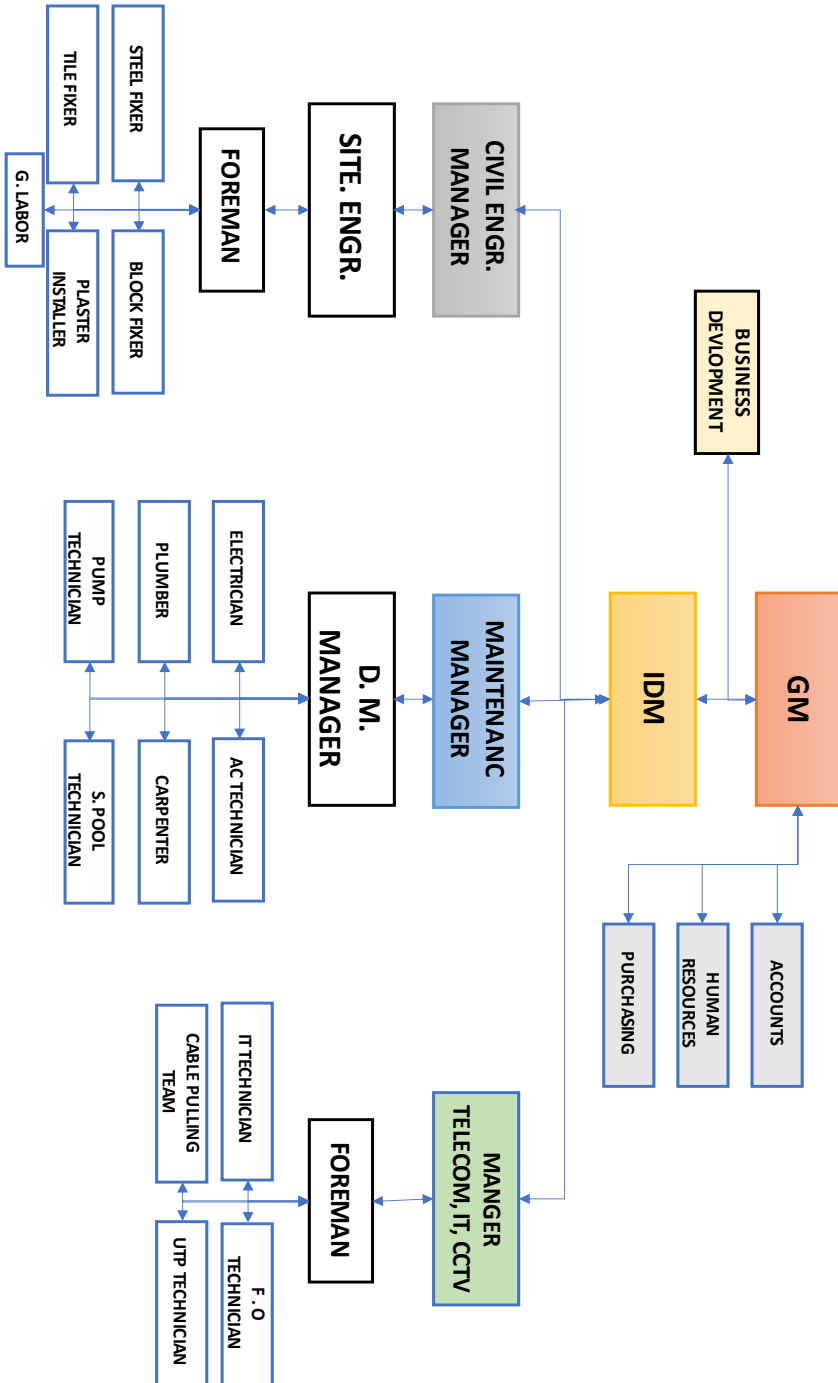 GM
BUSINESS
DEVLOPMENT
IDM
ACCOUNTS
HUMAN
RESOURCES
PURCHASING
CIVIL ENGR.
MANAGER
MAINTENANC
MANAGER
MANGER
TELECOM, IT, CCTV
SITE. ENGR.
D. M.
MANAGER
FOREMAN
FOREMAN
STEEL FIXER
BLOCK FIXER
TILE FIXER
PLASTER
INSTALLER
G. LABOR
ELECTRICIAN
AC TECHNICIAN
PLUMBER
CARPENTER
PUMP
TECHNICIAN
S. POOL
TECHNICIAN
IT TECHNICIAN
F . O
TECHNICIAN
CABLE PULLING
TEAM
UTP TECHNICIAN